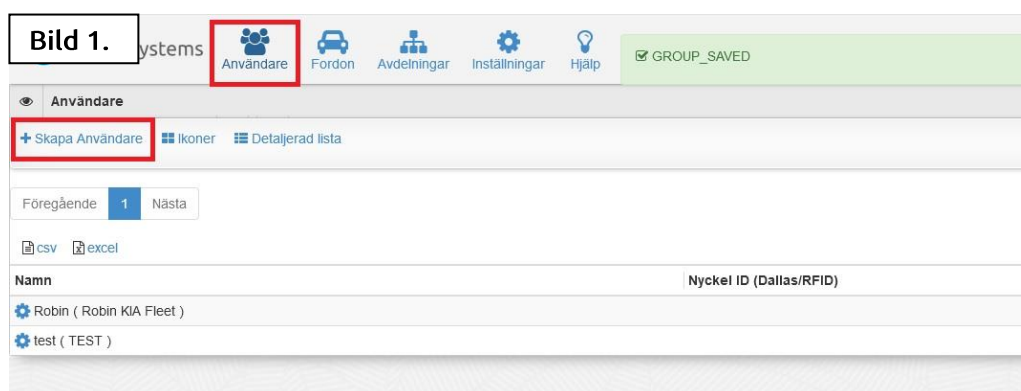 Bild 1.
ystems
Användare Fordon Avdelningar Inställningar Hjälp
GROUP_SAVED
Användare
+ Skapa Användare Ikoner Detaljerad lista
Föregående 1 Nästa
csv excel
Namn Nyckel ID (Dallas/RFID)
Robin ( Robin KIA Fleet )
test ( TEST )